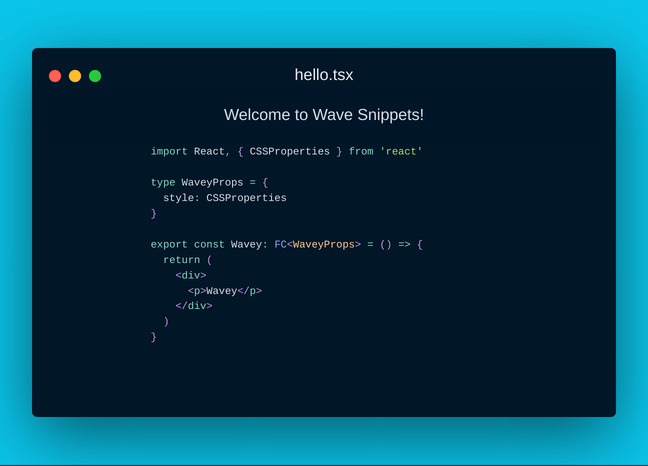 hello.tsx
Welcome to Wave Snippets!
import React, { CSSProperties } from 'react'
type WaveyProps = {
  style: CSSProperties
}
export const Wavey: FC<WaveyProps> = () => {
  return (
    <div>
      <p>Wavey</p>
    </div>
  )
}